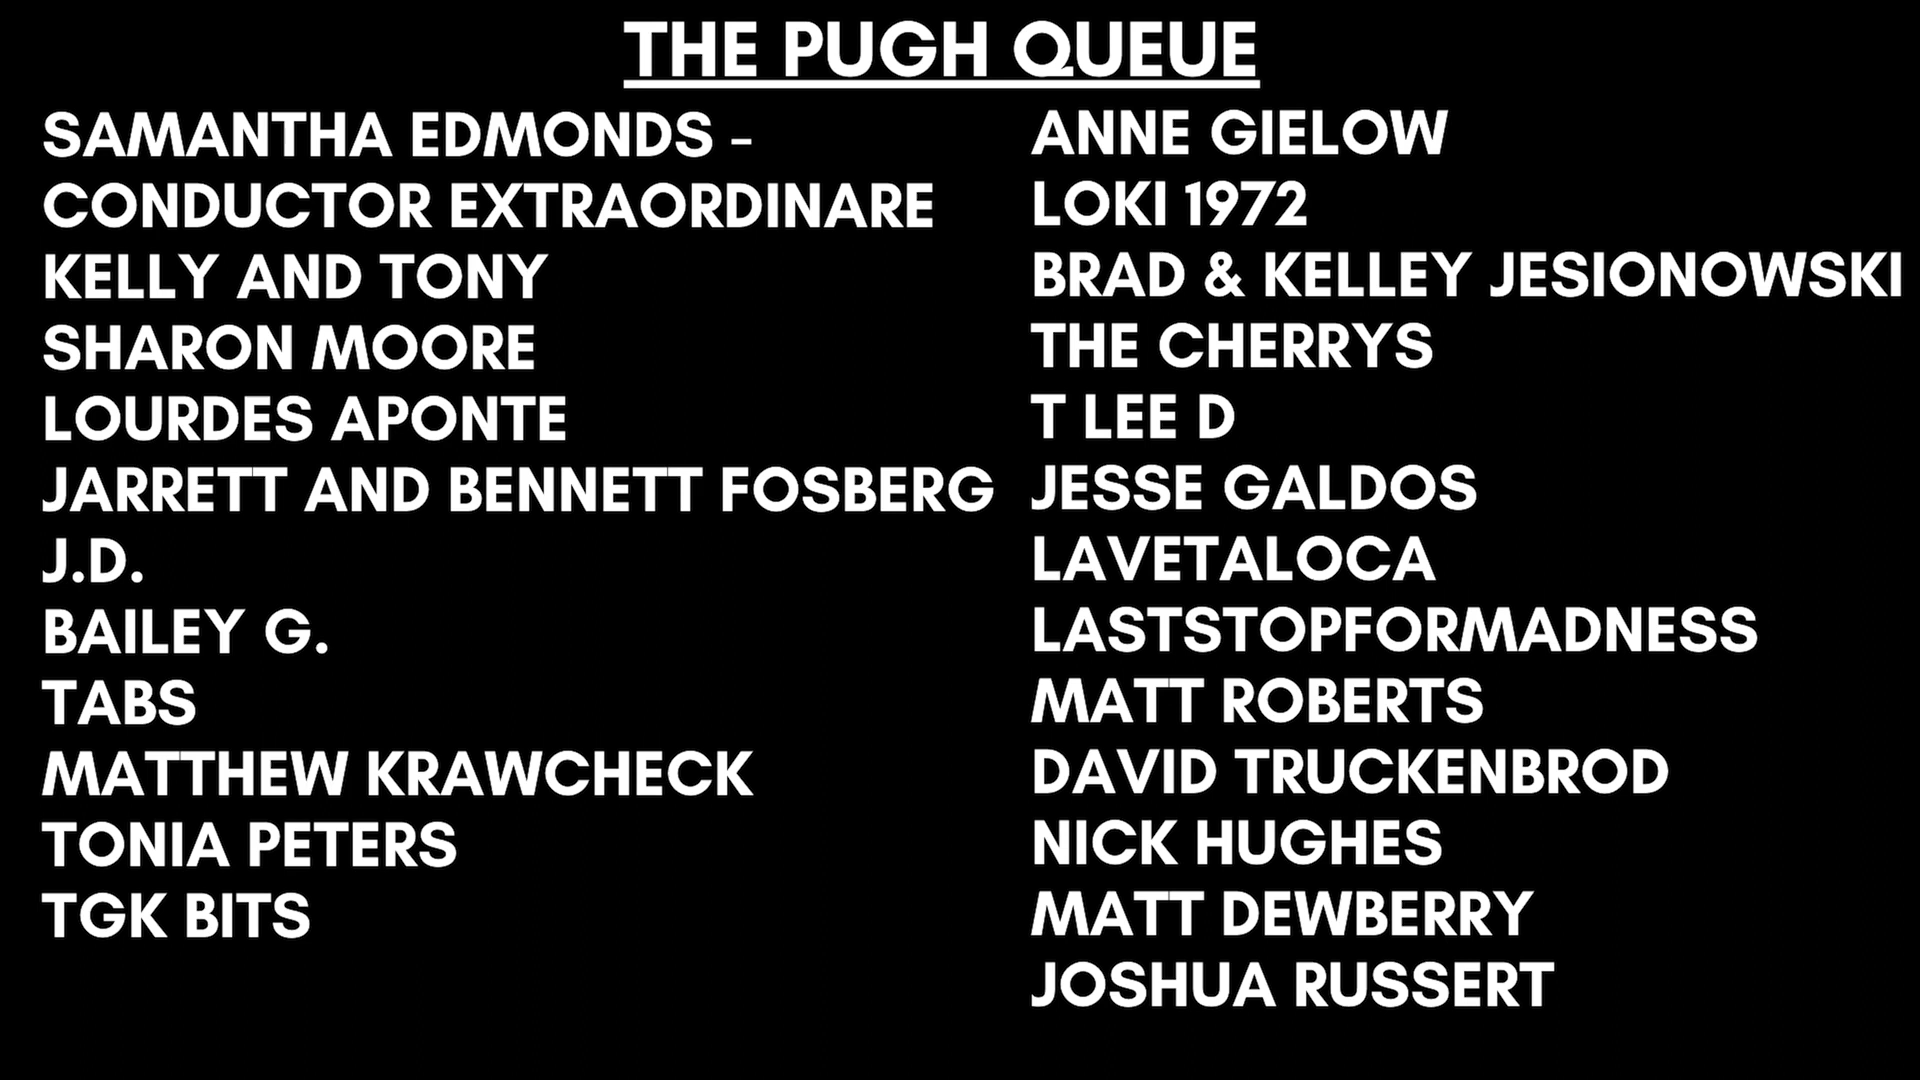 THE PUGH QUEUE
SAMANTHA EDMONDS -
CONDUCTOR EXTRAORDINARE
KELLY AND TONY
SHARON MOORE
LOURDES APONTE
JARRETT AND BENNETT FOSBERG
J.D.
BAILEY G.
TABS
MATTHEW KRAWCHECK
TONIA PETERS
TGK BITS
ANNE GIELOW
LOKI 1972
BRAD & KELLEY JESIONOWSKI
THE CHERRYS
T LEE D
JESSE GALDOS
LAVETALOCA
LASTSTOPFORMADNESS
MATT ROBERTS
DAVID TRUCKENBROD
NICK HUGHES
MATT DEWBERRY
JOSHUA RUSSERT